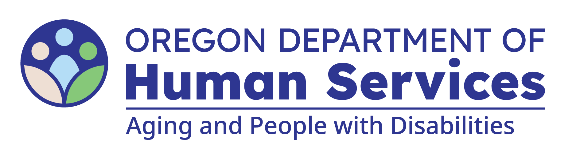 OREGON DEPARTMENT OF
Human Services
Aging and People with Disabilities